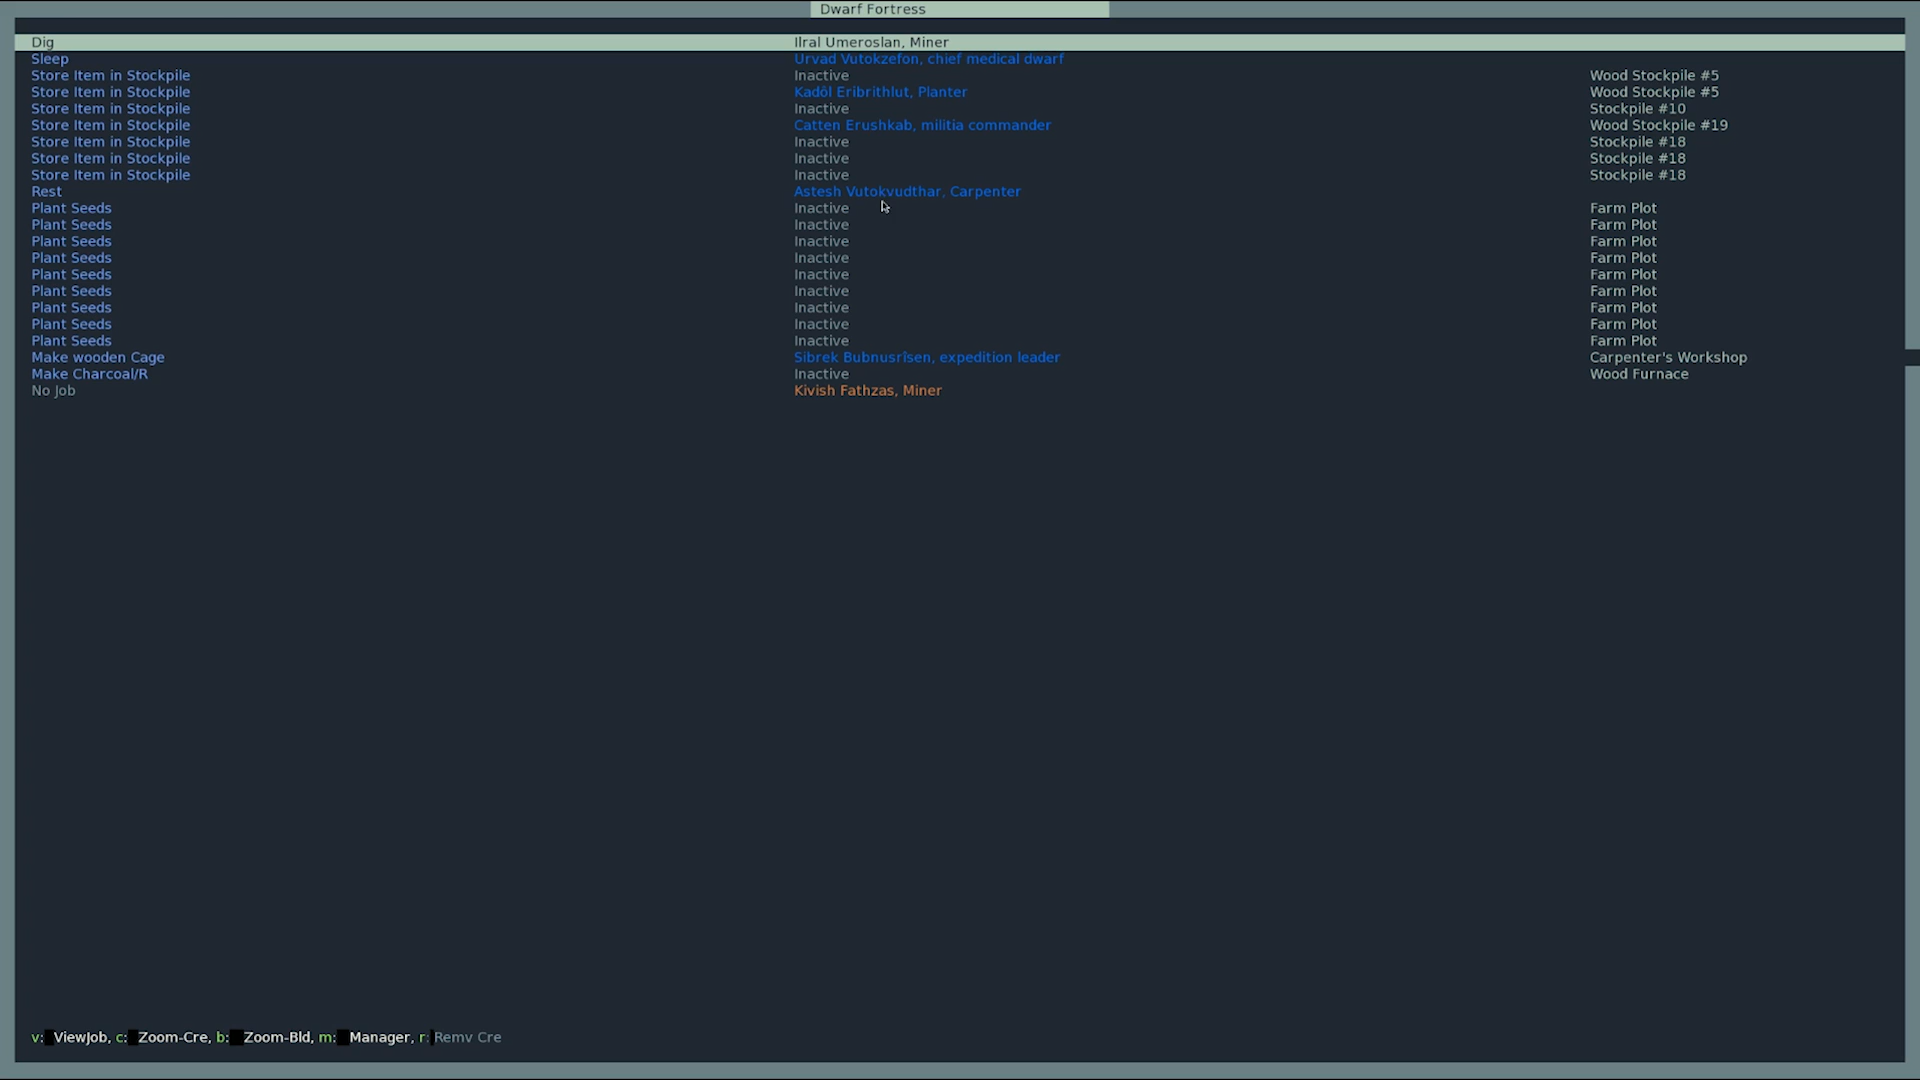 Dwarf Fortress
Dig Ilral Umeroslan, Miner
Sleep Urvad Vutokzefon, chief medical dwarf
Store Item in Stockpile Inactive Wood Stockpile #5
Store Item in Stockpile Kadôl Eribrithlut, Planter Wood Stockpile #5
Store Item in Stockpile Inactive Stockpile #10
Store Item in Stockpile Catten Erushkab, militia commander Wood Stockpile #19
Store Item in Stockpile Inactive Stockpile #18
Store Item in Stockpile Inactive Stockpile #18
Store Item in Stockpile Inactive Stockpile #18
Rest Astesh Vutokvudthar, Carpenter
Plant Seeds Inactive Farm Plot
Plant Seeds Inactive Farm Plot
Plant Seeds Inactive Farm Plot
Plant Seeds Inactive Farm Plot
Plant Seeds Inactive Farm Plot
Plant Seeds Inactive Farm Plot
Plant Seeds Inactive Farm Plot
Plant Seeds Inactive Farm Plot
Plant Seeds Inactive Farm Plot
Make wooden Cage Sibrek Bubnusrîsen, expedition leader Carpenter's Workshop
Make Charcoal/R Inactive Wood Furnace
No Job Kivish Fathzas, Miner
v: ViewJob, c: Zoom-Cre, b: Zoom-Bld, m: Manager, r: Remv Cre